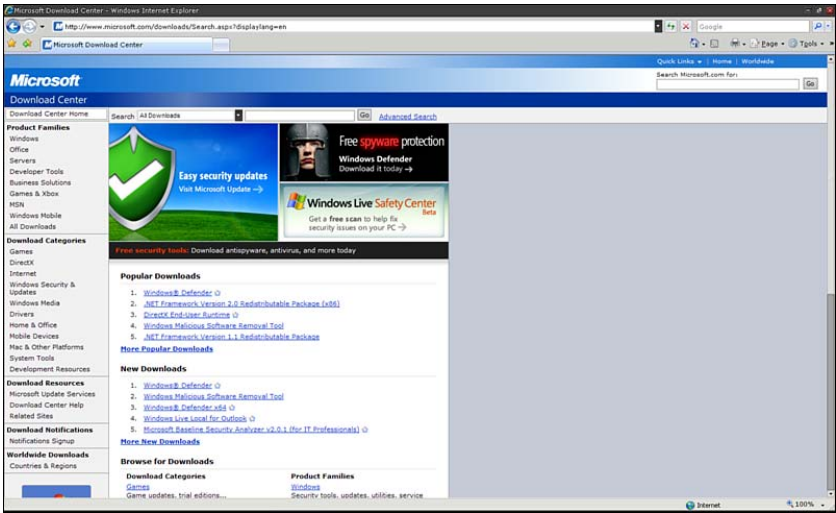 Microsoft Download Center - Windows Internet Explorer
http://www.microsoft.com/downloads/Search.aspx?displaylang=en
Google
Microsoft Download Center
Page
Tools
Quick Links | Home | Worldwide
Microsoft
Search Microsoft.com for:
Go
Download Center
Download Center Home
Search All Downloads Go Advanced Search
Product Families
Windows
Office
Servers
Developer Tools
Business Solutions
Games & Xbox
MSN
Windows Mobile
All Downloads
Download Categories
Games
DirectX
Internet
Windows Security & Updates
Windows Media
Drivers
Home & Office
Mobile Devices
Mac & Other Platforms
System Tools
Development Resources
Download Resources
Microsoft Update Services
Download Center Help
Related Sites
Download Notifications
Notifications Signup
Worldwide Downloads
Countries & Regions
Easy security updates
Visit Microsoft Update
Free spyware protection
Windows Defender
Download it today
Windows Live Safety Center
Beta
Get a free scan to help fix
security issues on your PC
Free security tools: Download antispyware, antivirus, and more today
Popular Downloads
1. Windows® Defender
2. .NET Framework Version 2.0 Redistributable Package (x86)
3. DirectX End-User Runtime
4. Windows Malicious Software Removal Tool
5. .NET Framework Version 1.1 Redistributable Package
More Popular Downloads
New Downloads
1. Windows® Defender
2. Windows Malicious Software Removal Tool
3. Windows® Defender x64
4. Windows Live Local for Outlook
5. Microsoft Baseline Security Analyzer v2.0.1 (for IT Professionals)
More New Downloads
Browse for Downloads
Download Categories
Games
Game updates, trial editions...
Product Families
Windows
Security tools, updates, utilities, service
Internet
100%